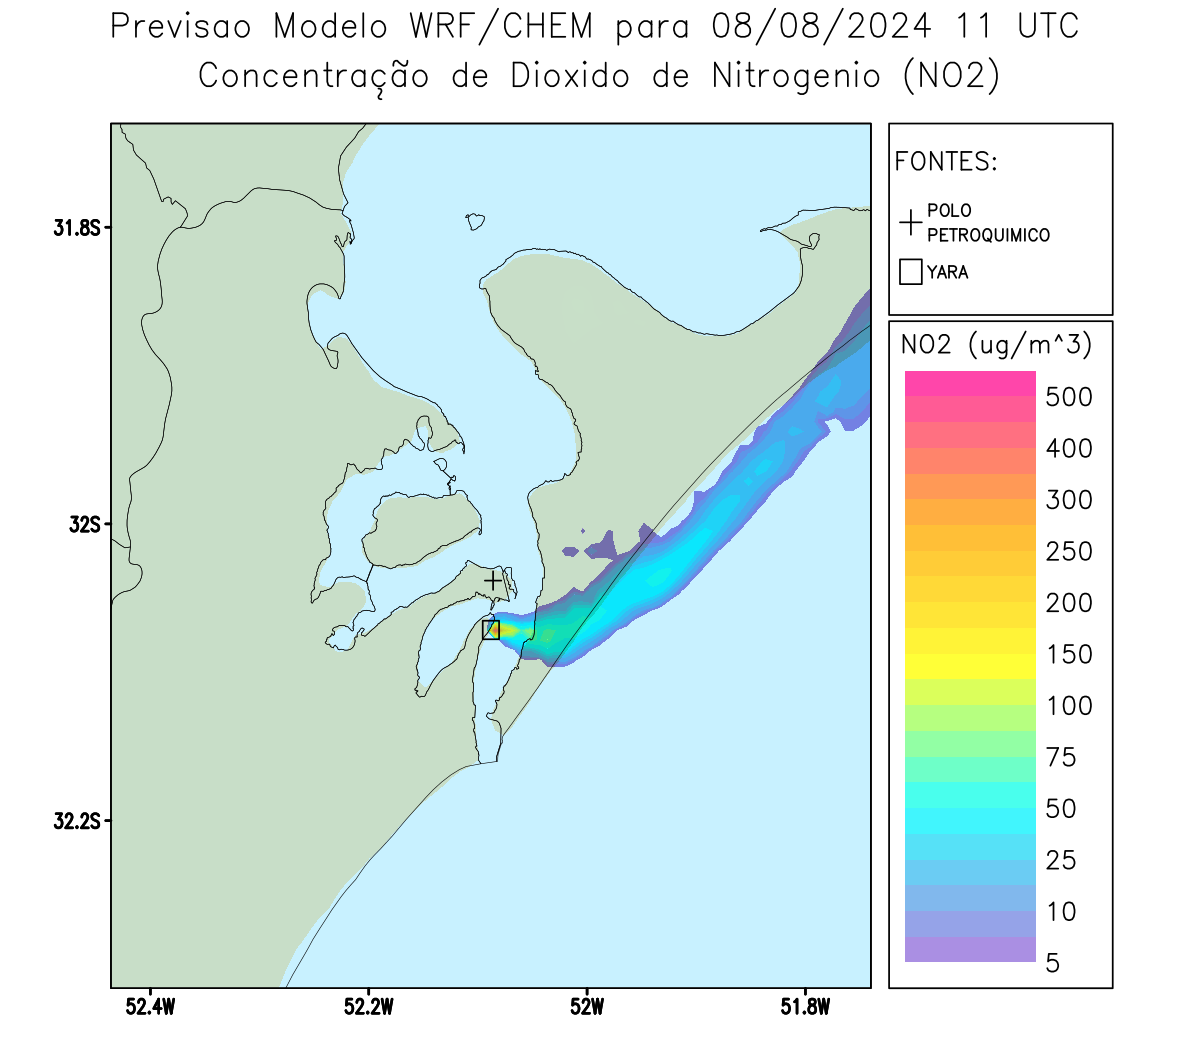 Previsao Modelo WRF/CHEM para 08/08/2024 11 UTC
Concentração de Dioxido de Nitrogenio (NO2)
FONTES:
POLO
PETROQUIMICO
YARA
NO2 (ug/m^3)
500
400
300
250
200
150
100
75
50
25
10
5
31.8S
32S
32.2S
52.4W
52.2W
52W
51.8W